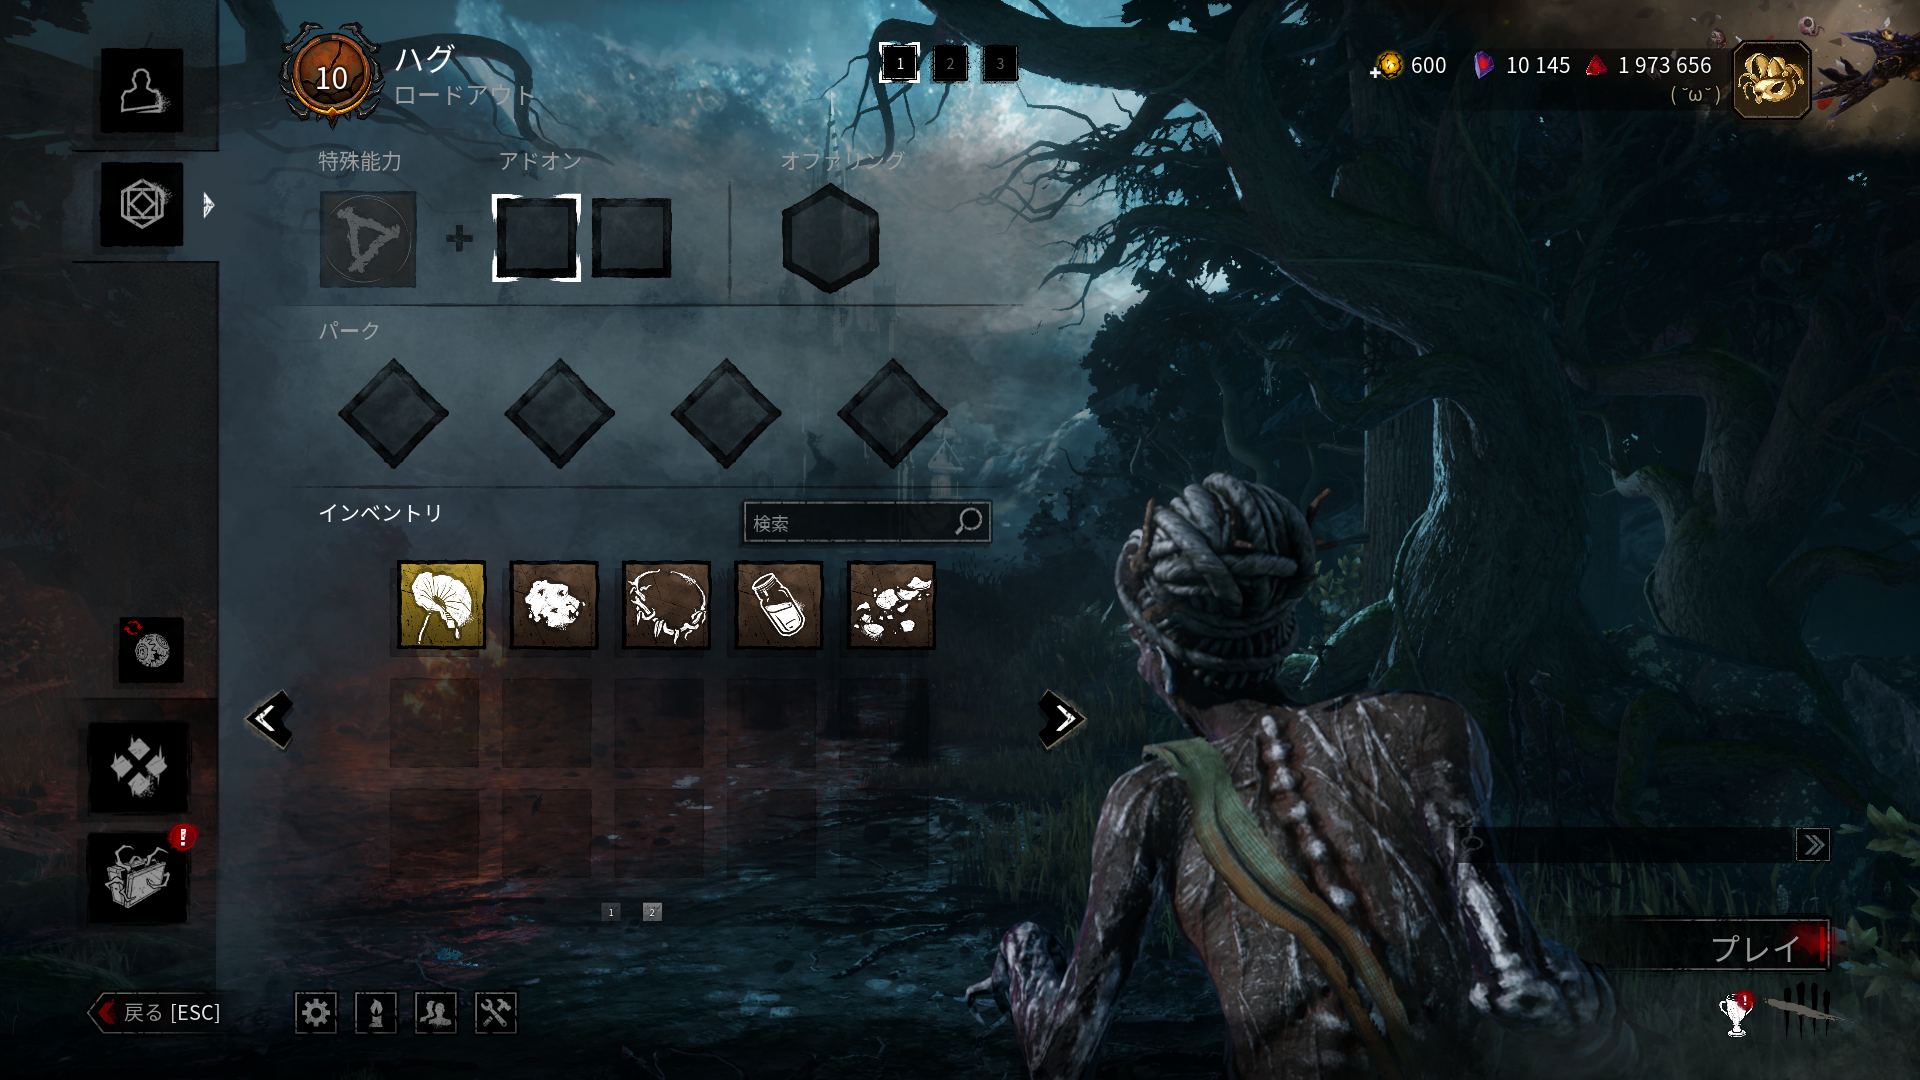 10
ハグ
ロードアウト
1 2 3
600 10 145 1 973 656
( ˘ω˘ )
特殊能力 アドオン オファリング
パーク
インベントリ
検索
1 2
プレイ
戻る [ESC]